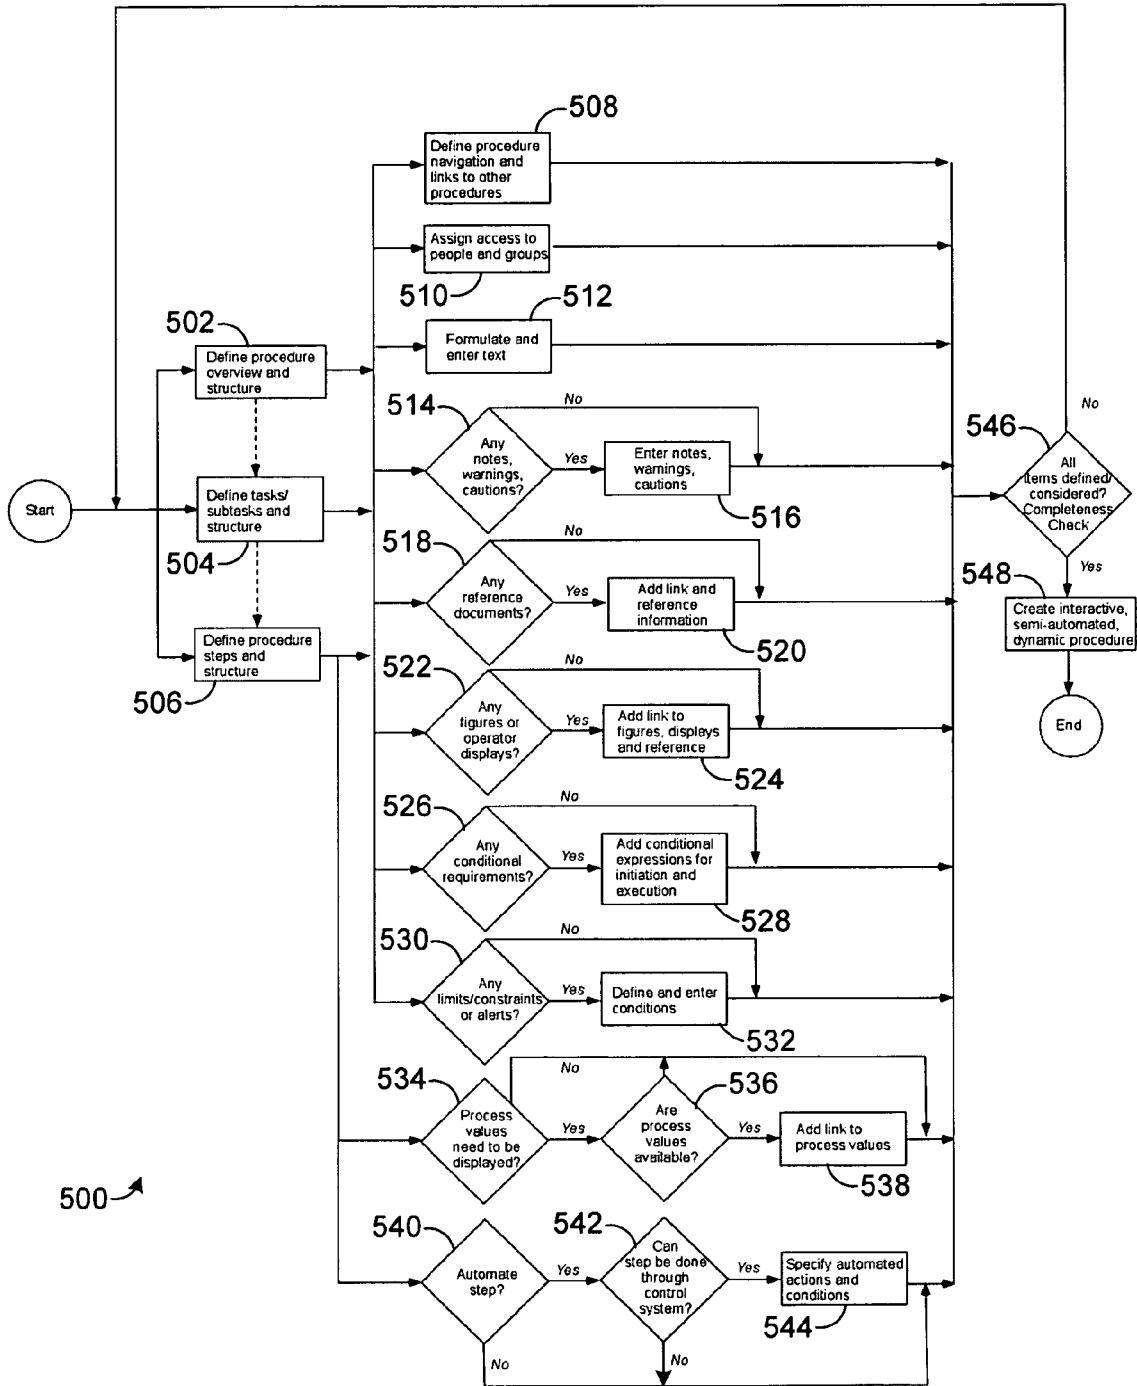 508
Define procedure
navigation and
links to other
procedures
Assign access to
people and groups
510
512
Formulate and
enter text
502
Define procedure
overview and
structure
514
Any
notes,
warnings,
cautions?
No
Yes
Enter notes,
warnings,
cautions
516
No
546
All
items defined/
considered?
Completeness
Check
Yes
Start
Define tasks/
subtasks and
structure
504
518
Any
reference
documents?
No
Yes
Add link and
reference
information
520
548
Create interactive,
semi-automated,
dynamic procedure
End
Define procedure
steps and
structure
506
522
Any
figures or
operator
displays?
No
Yes
Add link to
figures, displays
and reference
524
526
Any
conditional
requirements?
No
Yes
Add conditional
expressions for
initiation and
execution
528
530
Any
limits/constraints
or alerts?
No
Yes
Define and enter
conditions
532
534
Process
values
need to be
displayed?
No
Yes
536
Are
process
values
available?
Yes
Add link
to process
values
538
500
540
Automate
step?
Yes
No
542
Can
step be done
through
control
system?
Yes
No
Specify automated
actions and
conditions
544